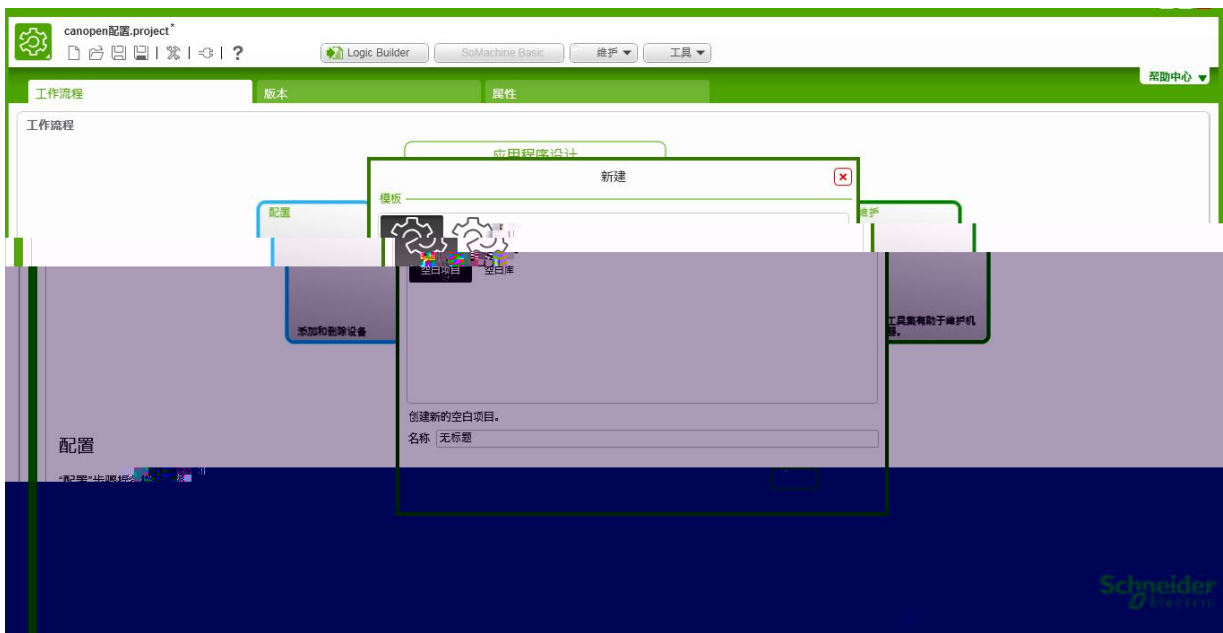 canopen配置.project*
? Logic Builder SoMachine Basic 维护 工具
帮助中心
工作流程 版本 属性
工作流程
应用程序设计
新建
模板
配置 维护
空白项目 空白库
添加和删除设备
工具集有助于维护机
器。
创建新的空白项目。
名称 无标题
配置
Schneider
Electric